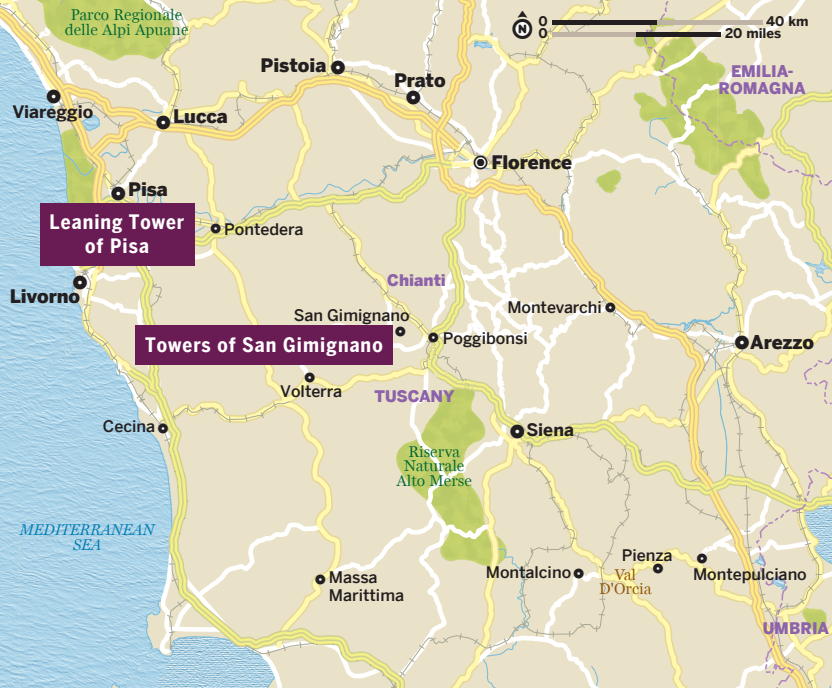 Parco Regionale
delle Alpi Apuane
N
0
40 km
0
20 miles
EMILIA-
ROMAGNA
Pistoia
Prato
Viareggio
Lucca
Florence
Pisa
Leaning Tower
of Pisa
Pontedera
Chianti
Livorno
San Gimignano
Montevarchi
Towers of San Gimignano
Poggibonsi
Arezzo
Volterra
TUSCANY
Cecina
Siena
Riserva
Naturale
Alto Merse
MEDITERRANEAN
SEA
Pienza
Montalcino
Val
D'Orcia
Montepulciano
Massa
Marittima
UMBRIA